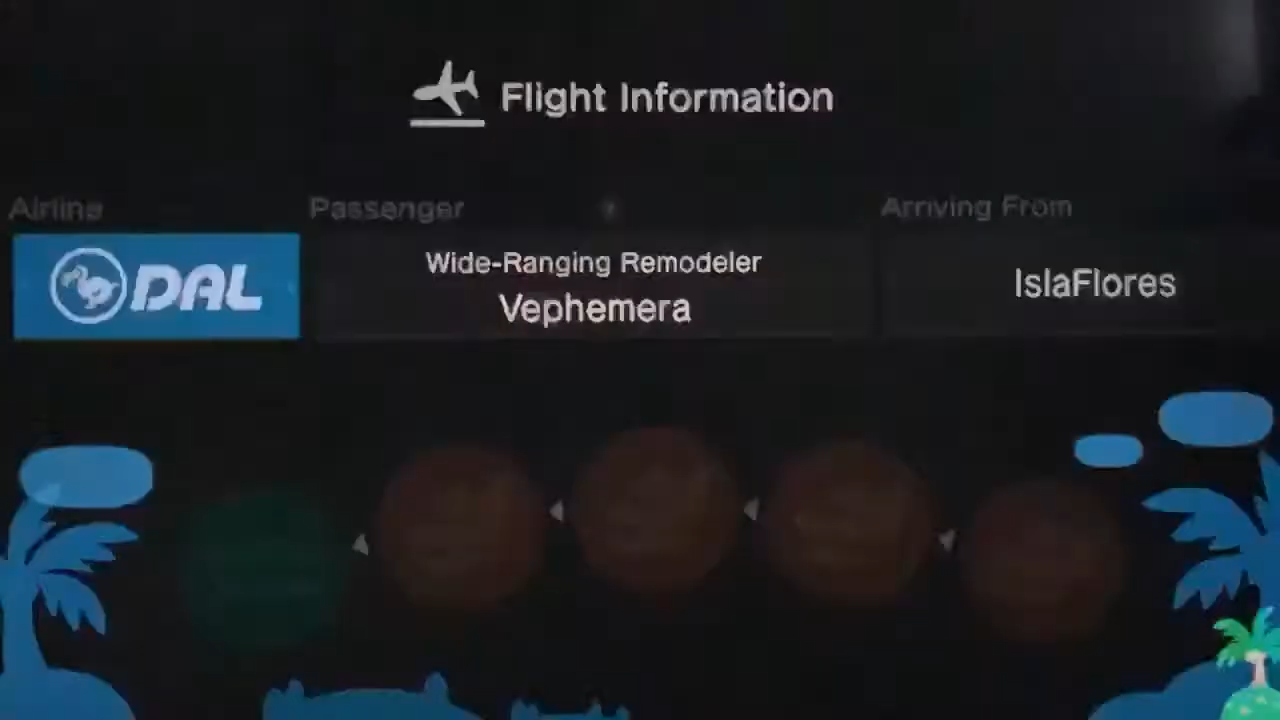 Flight Information
Airline
Passenger
Arriving From
DAL
Wide-Ranging Remodeler
Vephemera
IslaFlores